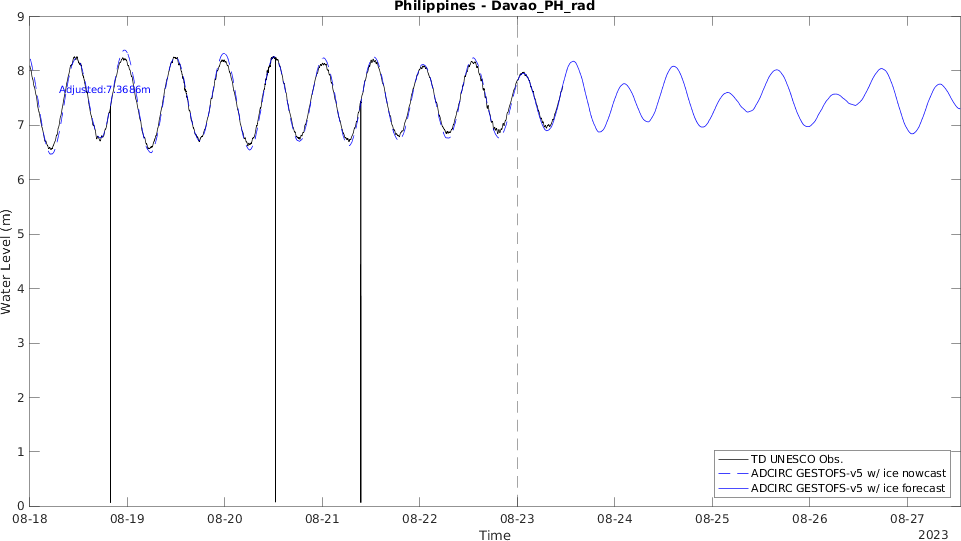 Philippines - Davao_PH_rad
9
8
7
6
5
4
3
2
1
0
Water Level (m)
Adjusted:7.3686m
TD UNESCO Obs.
ADCIRC GESTOFS-v5 w/ ice nowcast
ADCIRC GESTOFS-v5 w/ ice forecast
08-18 08-19 08-20 08-21 08-22 08-23 08-24 08-25 08-26 08-27
Time
2023